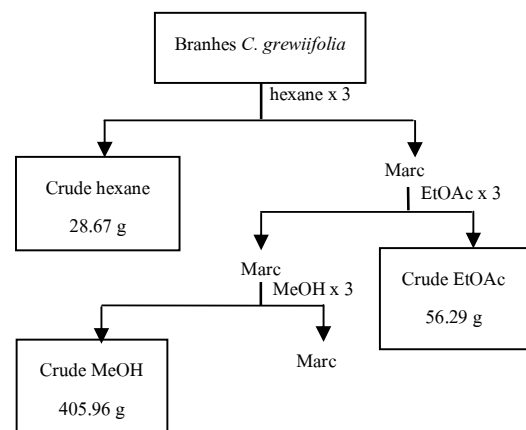 Branhes C. grewiifolia
hexane x 3
Crude hexane
28.67 g
Marc
EtOAc x 3
Marc
MeOH x 3
Crude EtOAc
56.29 g
Crude MeOH
405.96 g
Marc